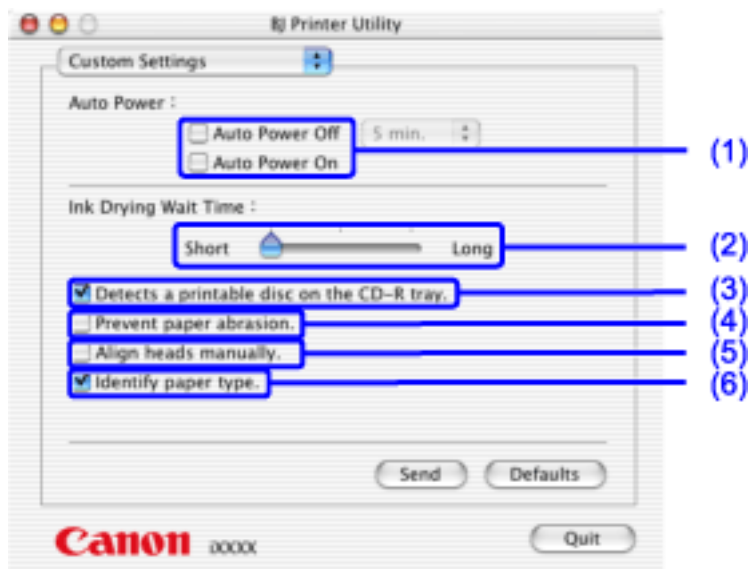 BJ Printer Utility
Custom Settings
Auto Power :
Auto Power Off 5 min.
(1)
Auto Power On
Ink Drying Wait Time :
Short Long (2)
Detects a printable disc on the CD-R tray. (3)
Prevent paper abrasion. (4)
Align heads manually. (5)
Identify paper type. (6)
Send Defaults
Canon ixxxx Quit